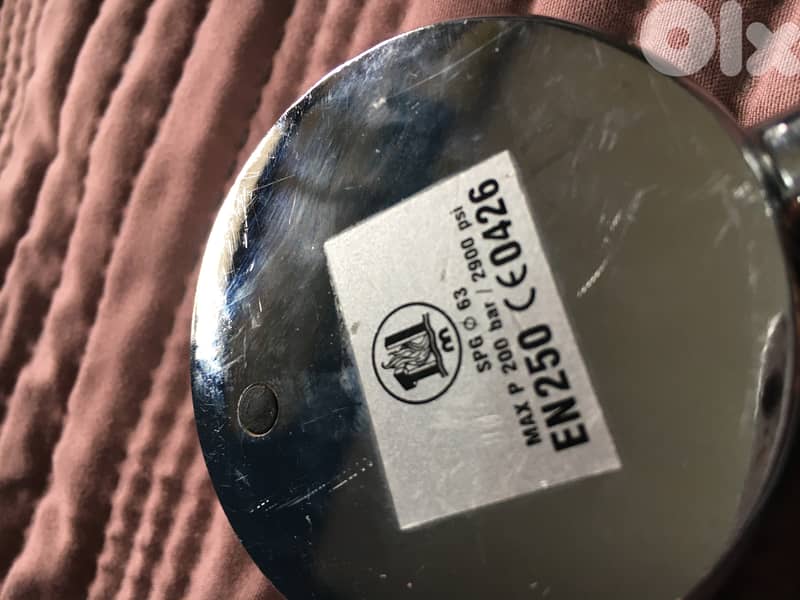 Olx
m
SPG ⌀ 63
MAX P 200 bar / 2900 psi
EN250 CE0426